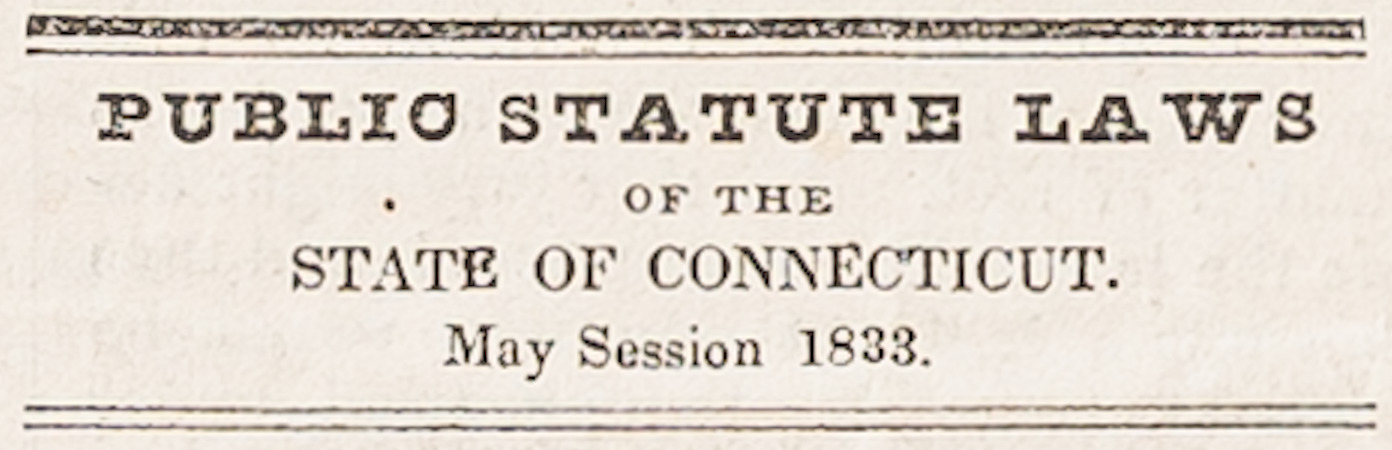 PUBLIC STATUTE LAWS
OF THE
STATE OF CONNECTICUT.
May Session 1833.